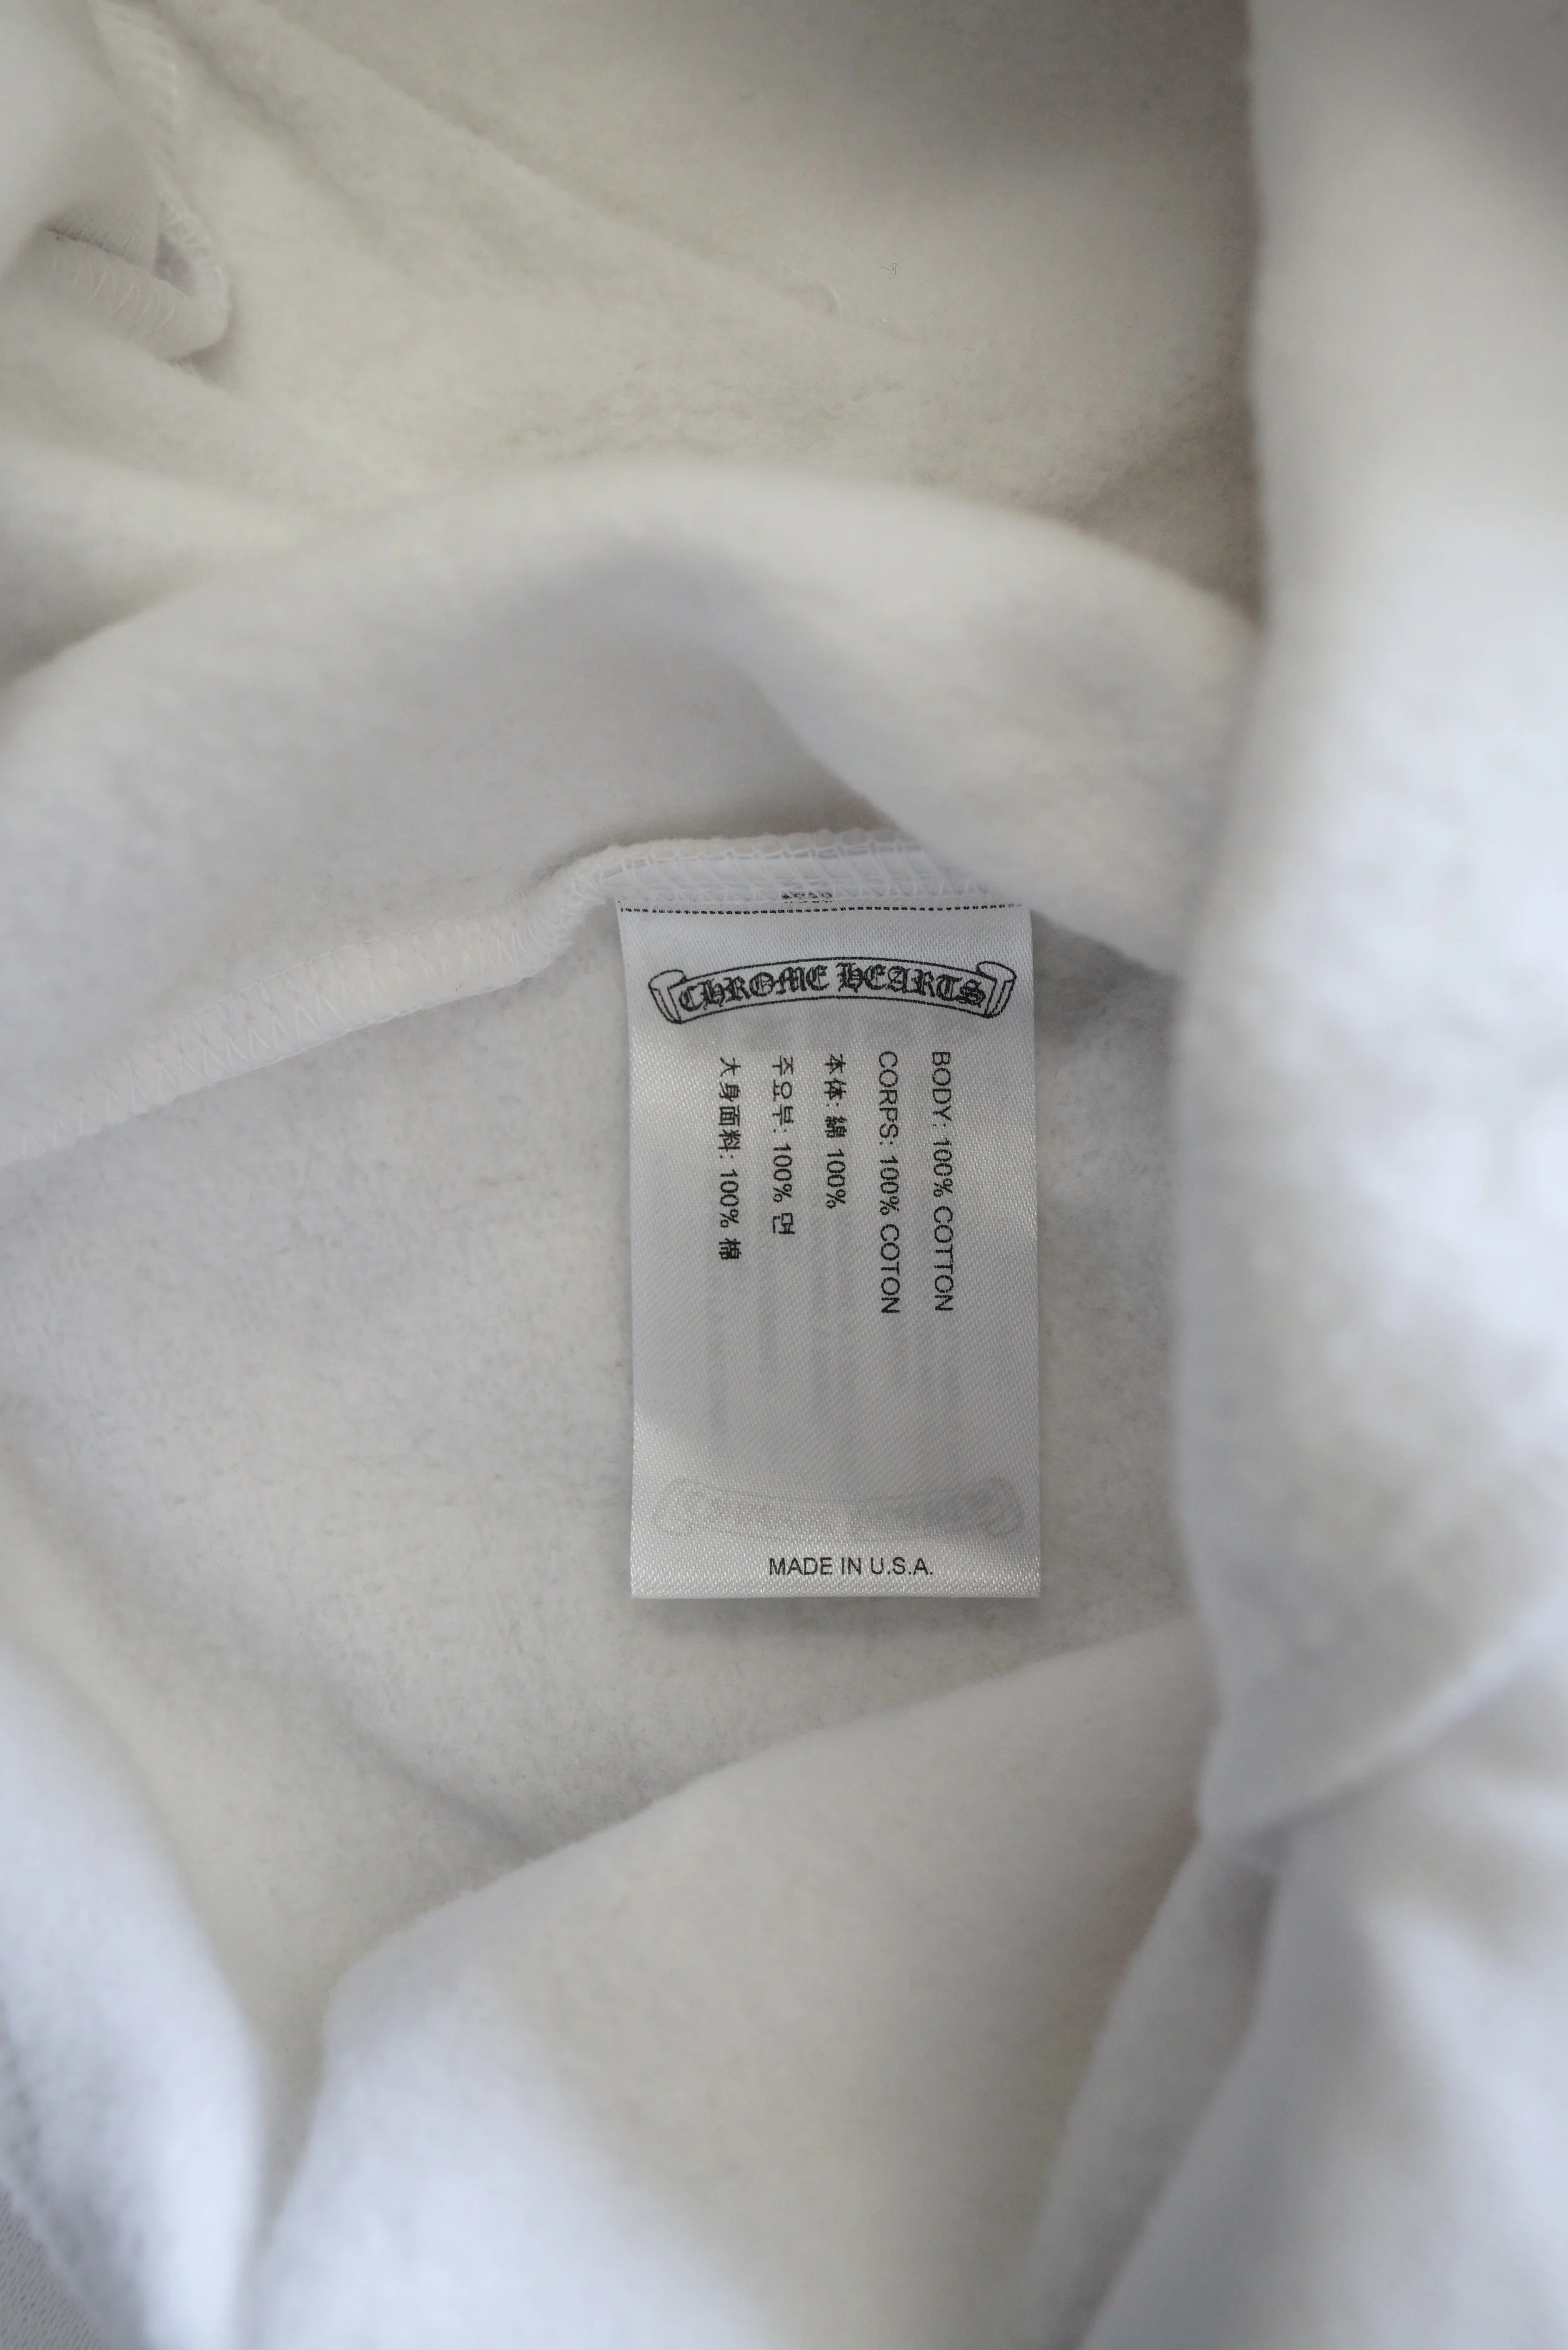 CHROME HEARTS
BODY: 100% COTTON
CORPS: 100% COTON
本体: 綿 100%
주요부: 100% 면
大身面料: 100% 棉
MADE IN U.S.A.